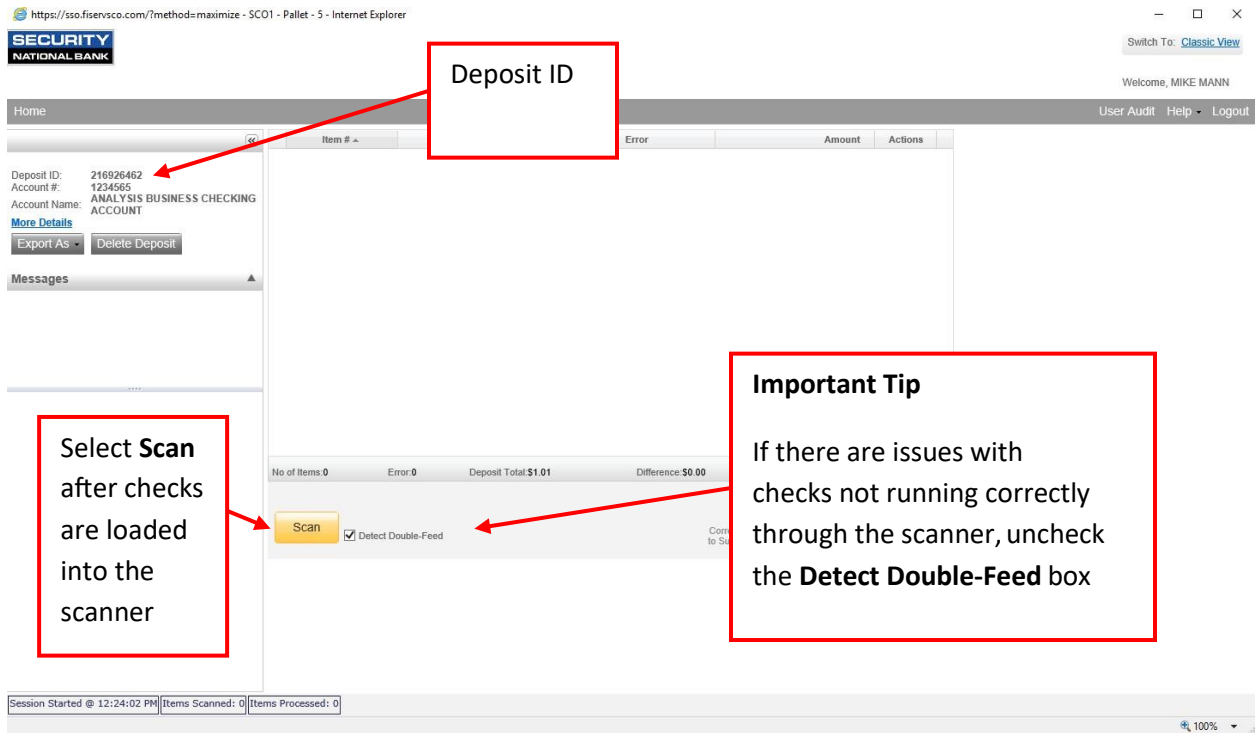 https://sso.fiservsco.com/?method=maximize - SCO1 - Pallet - 5 - Internet Explorer
SECURITY
NATIONAL BANK
Switch To: Classic View
Welcome, MIKE MANN
Deposit ID
Home
User Audit Help Logout
Item # Error Amount Actions
Deposit ID: 216926462
Account #: 1234565
Account Name: ANALYSIS BUSINESS CHECKING
ACCOUNT
More Details
Export As Delete Deposit
Messages
Select Scan
after checks
are loaded
into the
scanner
Important Tip
If there are issues with
checks not running correctly
through the scanner, uncheck
the Detect Double-Feed box
No of Items:0 Error:0 Deposit Total:$1.01 Difference:$0.00
Scan Detect Double-Feed
to
Session Started @ 12:24:02 PM Items Scanned: 0 Items Processed: 0
100%